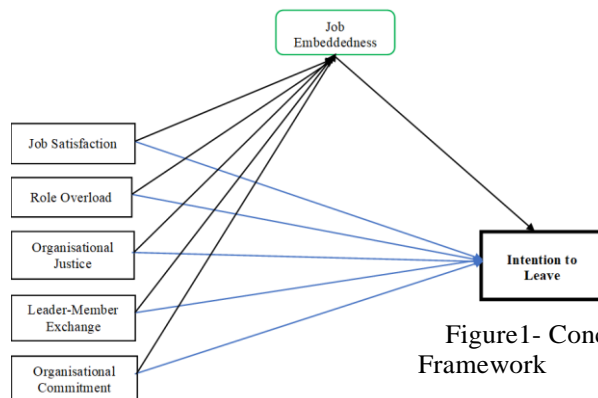 Job
Embeddedness
Job Satisfaction
Role Overload
Organisational
Justice
Leader-Member
Exchange
Organisational
Commitment
Intention to
Leave
Figure1- Conc
Framework